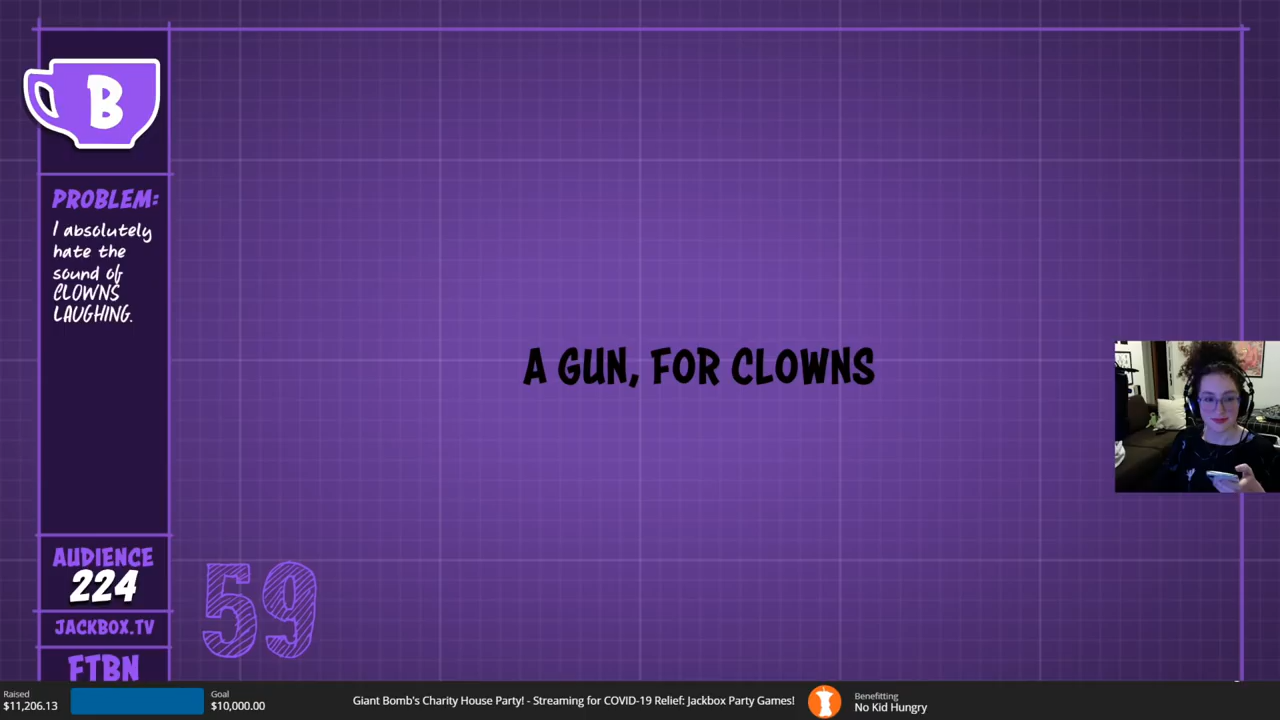 B
PROBLEM:
I absolutely
hate the
sound of
CLOWNS
LAUGHING.
A GUN, FOR CLOWNS
AUDIENCE
224
JACKBOX.TV
FTBN
59
Raised
$11,206.13
Goal
$10,000.00
Giant Bomb's Charity House Party! - Streaming for COVID-19 Relief: Jackbox Party Games!
Benefitting
No Kid Hungry